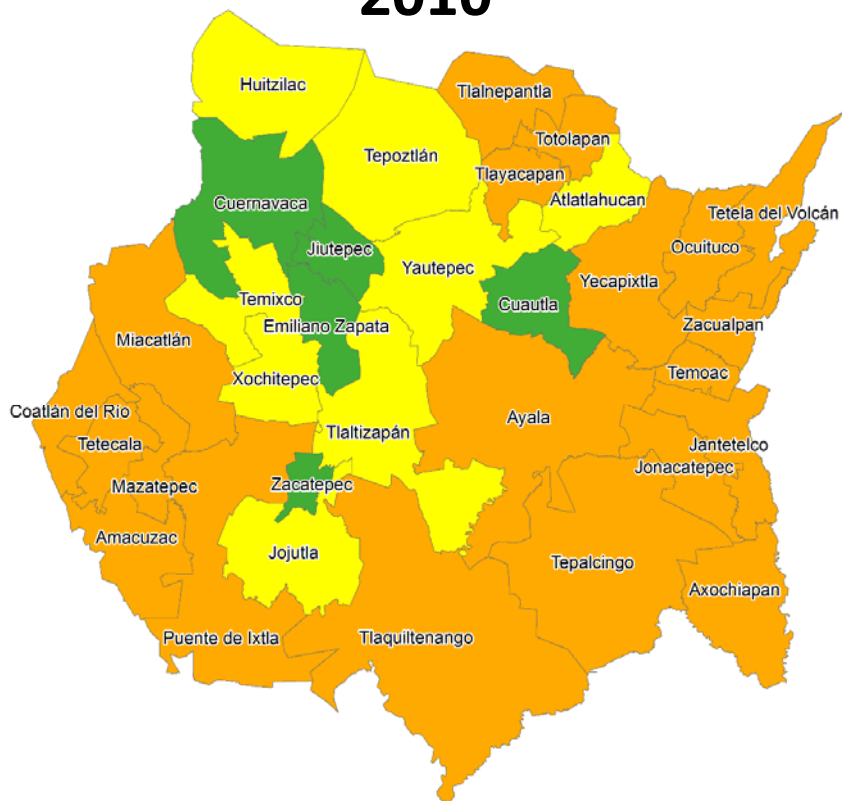 2010
Huitzilac
Tlalnepantla
Totolapan
Tepoztlán
Tlayacapan
Atlatlahucan
Cuernavaca
Tetela del Volcán
Jiutepec
Ocuituco
Yautepec
Yecapixtla
Temixco
Cuautla
Emiliano Zapata
Zacualpan
Miacatlán
Temoac
Xochitepec
Coatlán del Rio
Ayala
Tlaltizapán
Tetecala
Jantetelco
Jonacatepec
Zacatepec
Mazatepec
Amacuzac
Jojutla
Tepalcingo
Axochiapan
Puente de Ixtla
Tlaquiltenango